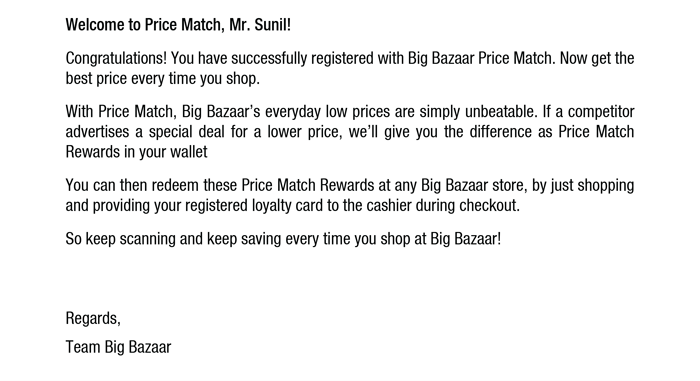 Welcome to Price Match, Mr. Sunil!
Congratulations! You have successfully registered with Big Bazaar Price Match. Now get the
best price every time you shop.
With Price Match, Big Bazaar's everyday low prices are simply unbeatable. If a competitor
advertises a special deal for a lower price, we'll give you the difference as Price Match
Rewards in your wallet
You can then redeem these Price Match Rewards at any Big Bazaar store, by just shopping
and providing your registered loyalty card to the cashier during checkout.
So keep scanning and keep saving every time you shop at Big Bazaar!
Regards,
Team Big Bazaar